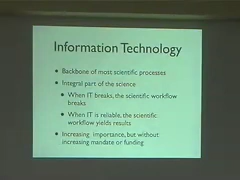 Information Technology
• Backbone of most scientific processes
• Integral part of the science
• When IT breaks, the scientific workflow
breaks
• When IT is reliable, the scientific
workflow yields results
• Increasing importance, but without
increasing mandate or funding